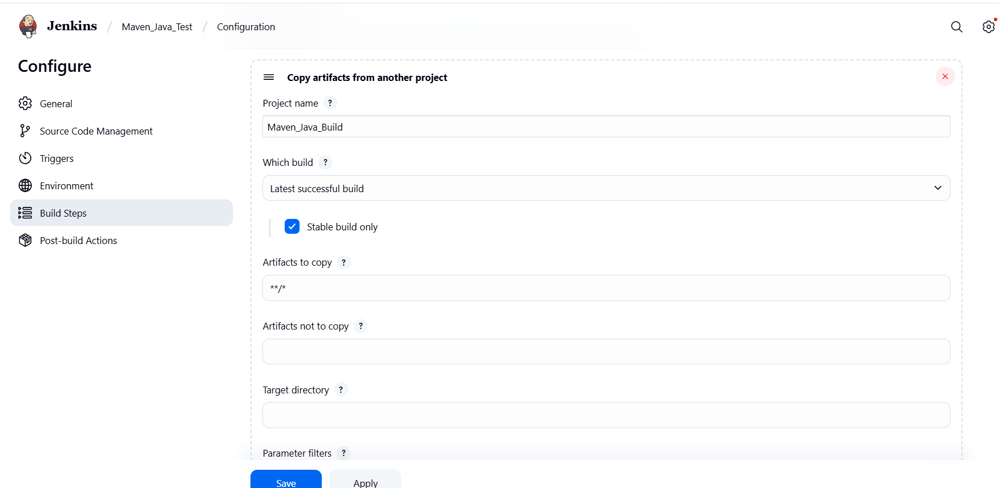 Jenkins / Maven_Java_Test / Configuration
Configure
General
Source Code Management
Triggers
Environment
Build Steps
Post-build Actions
Copy artifacts from another project
Project name ?
Maven_Java_Build
Which build ?
Latest successful build
Stable build only
Artifacts to copy ?
**/*
Artifacts not to copy ?
Target directory ?
Parameter filters ?
Save Apply